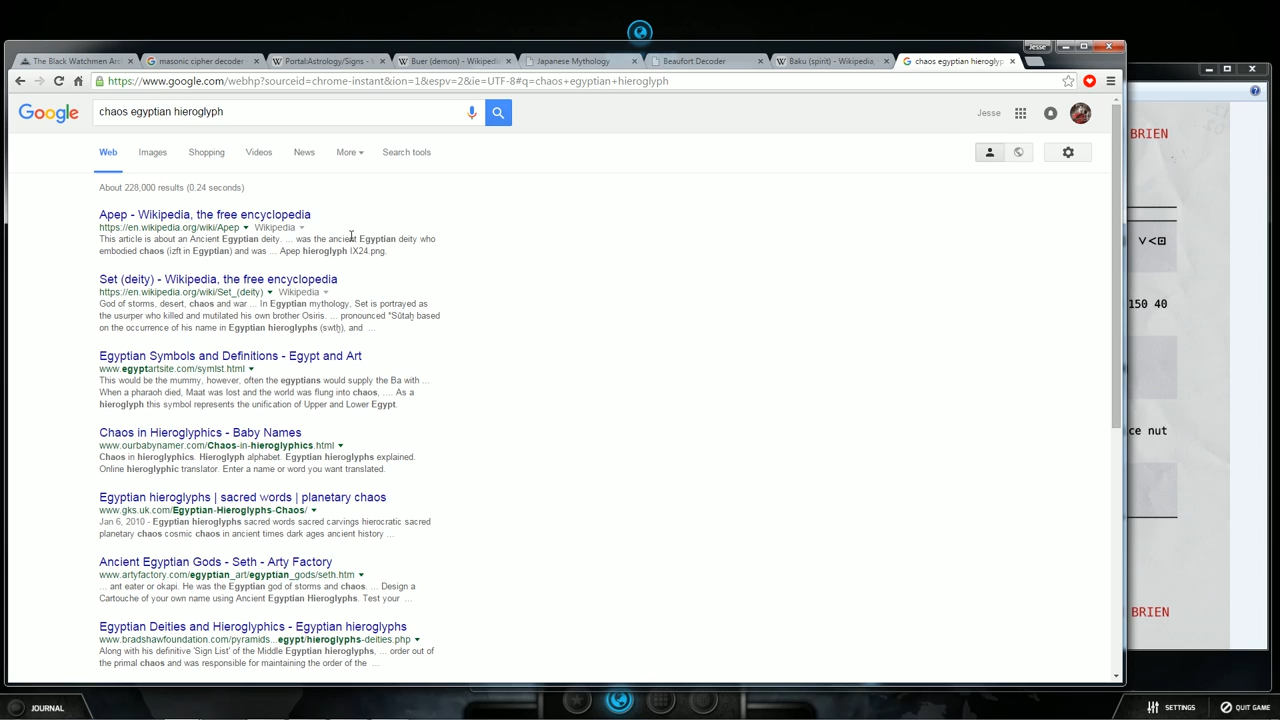 Jesse
The Black Watchmen Arc
masonic cipher decoder
Portal:Astrology/Signs -
Buer (demon) - Wikipedi
Japanese Mythology
Beaufort Decoder
Baku (spirit) - Wikipedia,
chaos egyptian hieroglyp
https://www.google.com/webhp?sourceid=chrome-instant&ion=1&espv=2&ie=UTF-8#q=chaos+egyptian+hieroglyph
Google
chaos egyptian hieroglyph
Jesse
Web Images Shopping Videos News More Search tools
About 228,000 results (0.24 seconds)
Apep - Wikipedia, the free encyclopedia
https://en.wikipedia.org/wiki/Apep Wikipedia
This article is about an Ancient Egyptian deity. ... was the ancient Egyptian deity who
embodied chaos (izft in Egyptian) and was ... Apep hieroglyph IX24.png.
Set (deity) - Wikipedia, the free encyclopedia
https://en.wikipedia.org/wiki/Set_(deity) Wikipedia
God of storms, desert, chaos and war ... In Egyptian mythology, Set is portrayed as
the usurper who killed and mutilated his own brother Osiris. ... pronounced *Sūtaḫ based
on the occurrence of his name in Egyptian hieroglyphs (swtḫ), and ...
Egyptian Symbols and Definitions - Egypt and Art
www.egyptartsite.com/symlst.html
This would be the mummy, however, often the egyptians would supply the Ba with ...
When a pharaoh died, Maat was lost and the world was flung into chaos, .... As a
hieroglyph this symbol represents the unification of Upper and Lower Egypt.
Chaos in Hieroglyphics - Baby Names
www.ourbabynamer.com/Chaos-in-hieroglyphics.html
Chaos in hieroglyphics. Hieroglyph alphabet. Egyptian hieroglyphs explained.
Online hieroglyphic translator. Enter a name or word you want translated.
Egyptian hieroglyphs | sacred words | planetary chaos
www.gks.uk.com/Egyptian-Hieroglyphs-Chaos/
Jan 6, 2010 - Egyptian hieroglyphs sacred words sacred carvings hierocratic sacred
planetary chaos cosmic chaos in ancient times dark ages ancient history ...
Ancient Egyptian Gods - Seth - Arty Factory
www.artyfactory.com/egyptian_art/egyptian_gods/seth.htm
... ant eater or okapi. He was the Egyptian god of storms and chaos. ... Design a
Cartouche of your own name using Ancient Egyptian Hieroglyphs. Test your ...
Egyptian Deities and Hieroglyphics - Egyptian hieroglyphs
www.bradshawfoundation.com/pyramids...egypt/hieroglyphs-deities.php
Along with his definitive 'Sign List' of the Middle Egyptian hieroglyphs, ... order out of
the primal chaos and was responsible for maintaining the order of the ...
BRIEN
150 40
ce nut
BRIEN
JOURNAL
SETTINGS
QUIT GAME